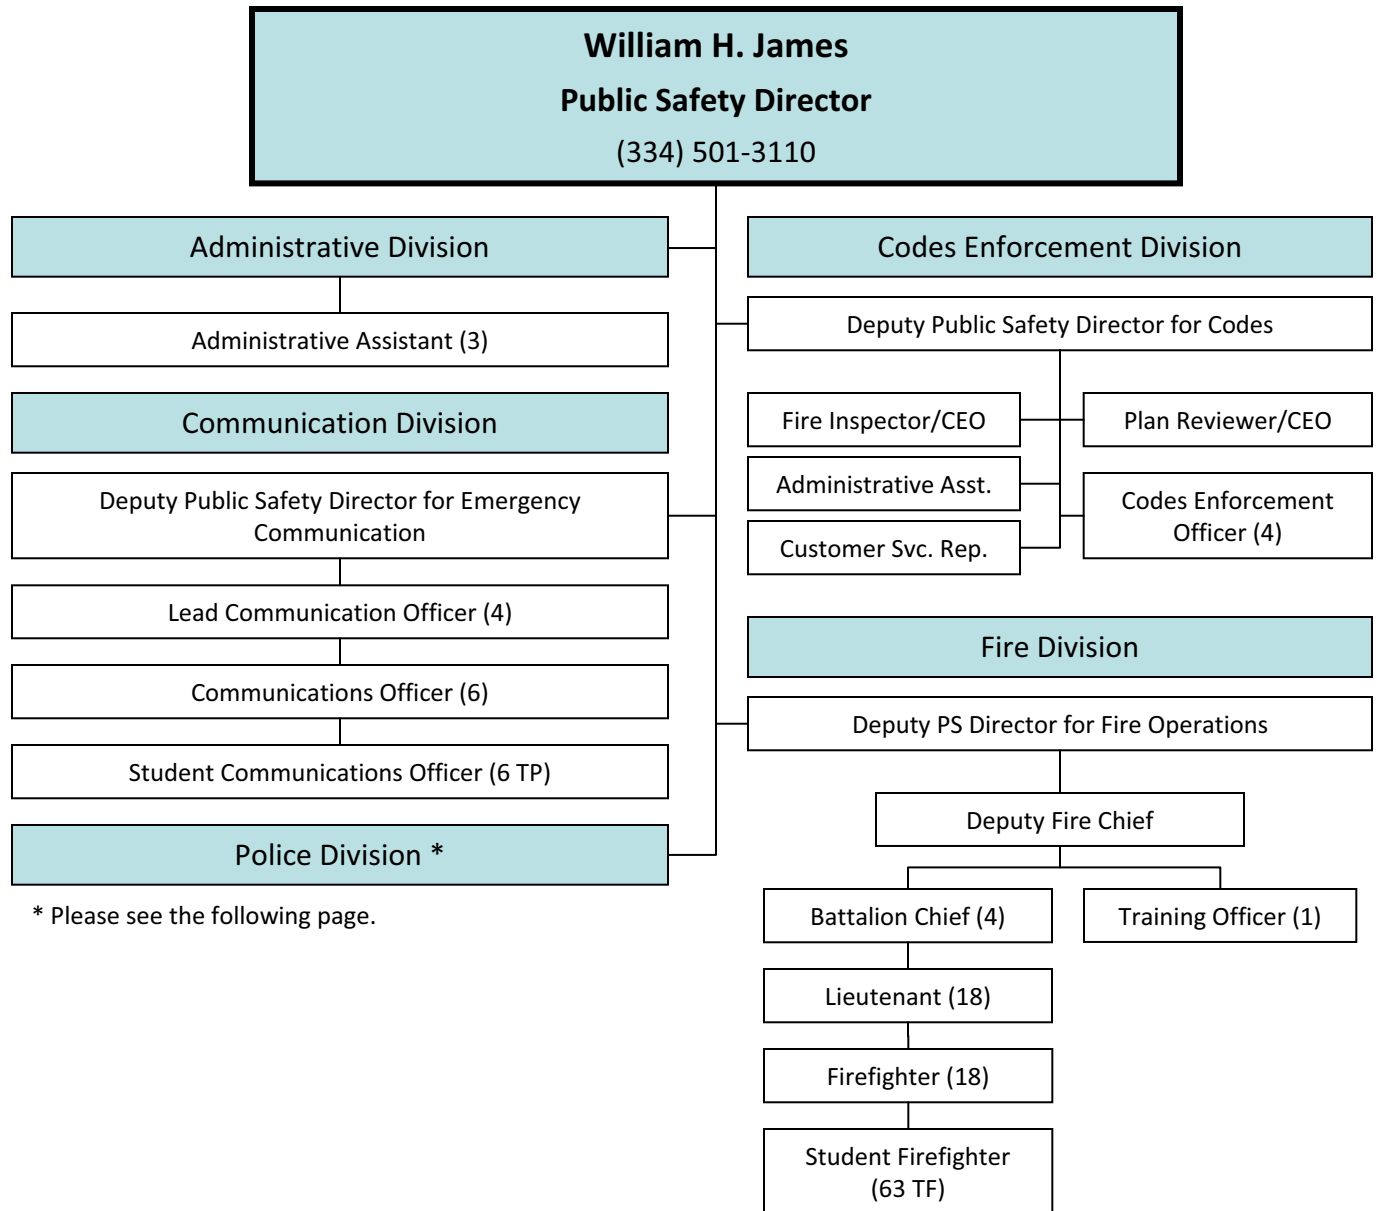 William H. James
Public Safety Director
(334) 501-3110
Administrative Division
Administrative Assistant (3)
Communication Division
Deputy Public Safety Director for Emergency
Communication
Lead Communication Officer (4)
Communications Officer (6)
Student Communications Officer (6 TP)
Police Division *
* Please see the following page.
Codes Enforcement Division
Deputy Public Safety Director for Codes
Fire Inspector/CEO
Plan Reviewer/CEO
Administrative Asst.
Codes Enforcement
Officer (4)
Customer Svc. Rep.
Fire Division
Deputy PS Director for Fire Operations
Deputy Fire Chief
Battalion Chief (4)
Training Officer (1)
Lieutenant (18)
Firefighter (18)
Student Firefighter
(63 TF)